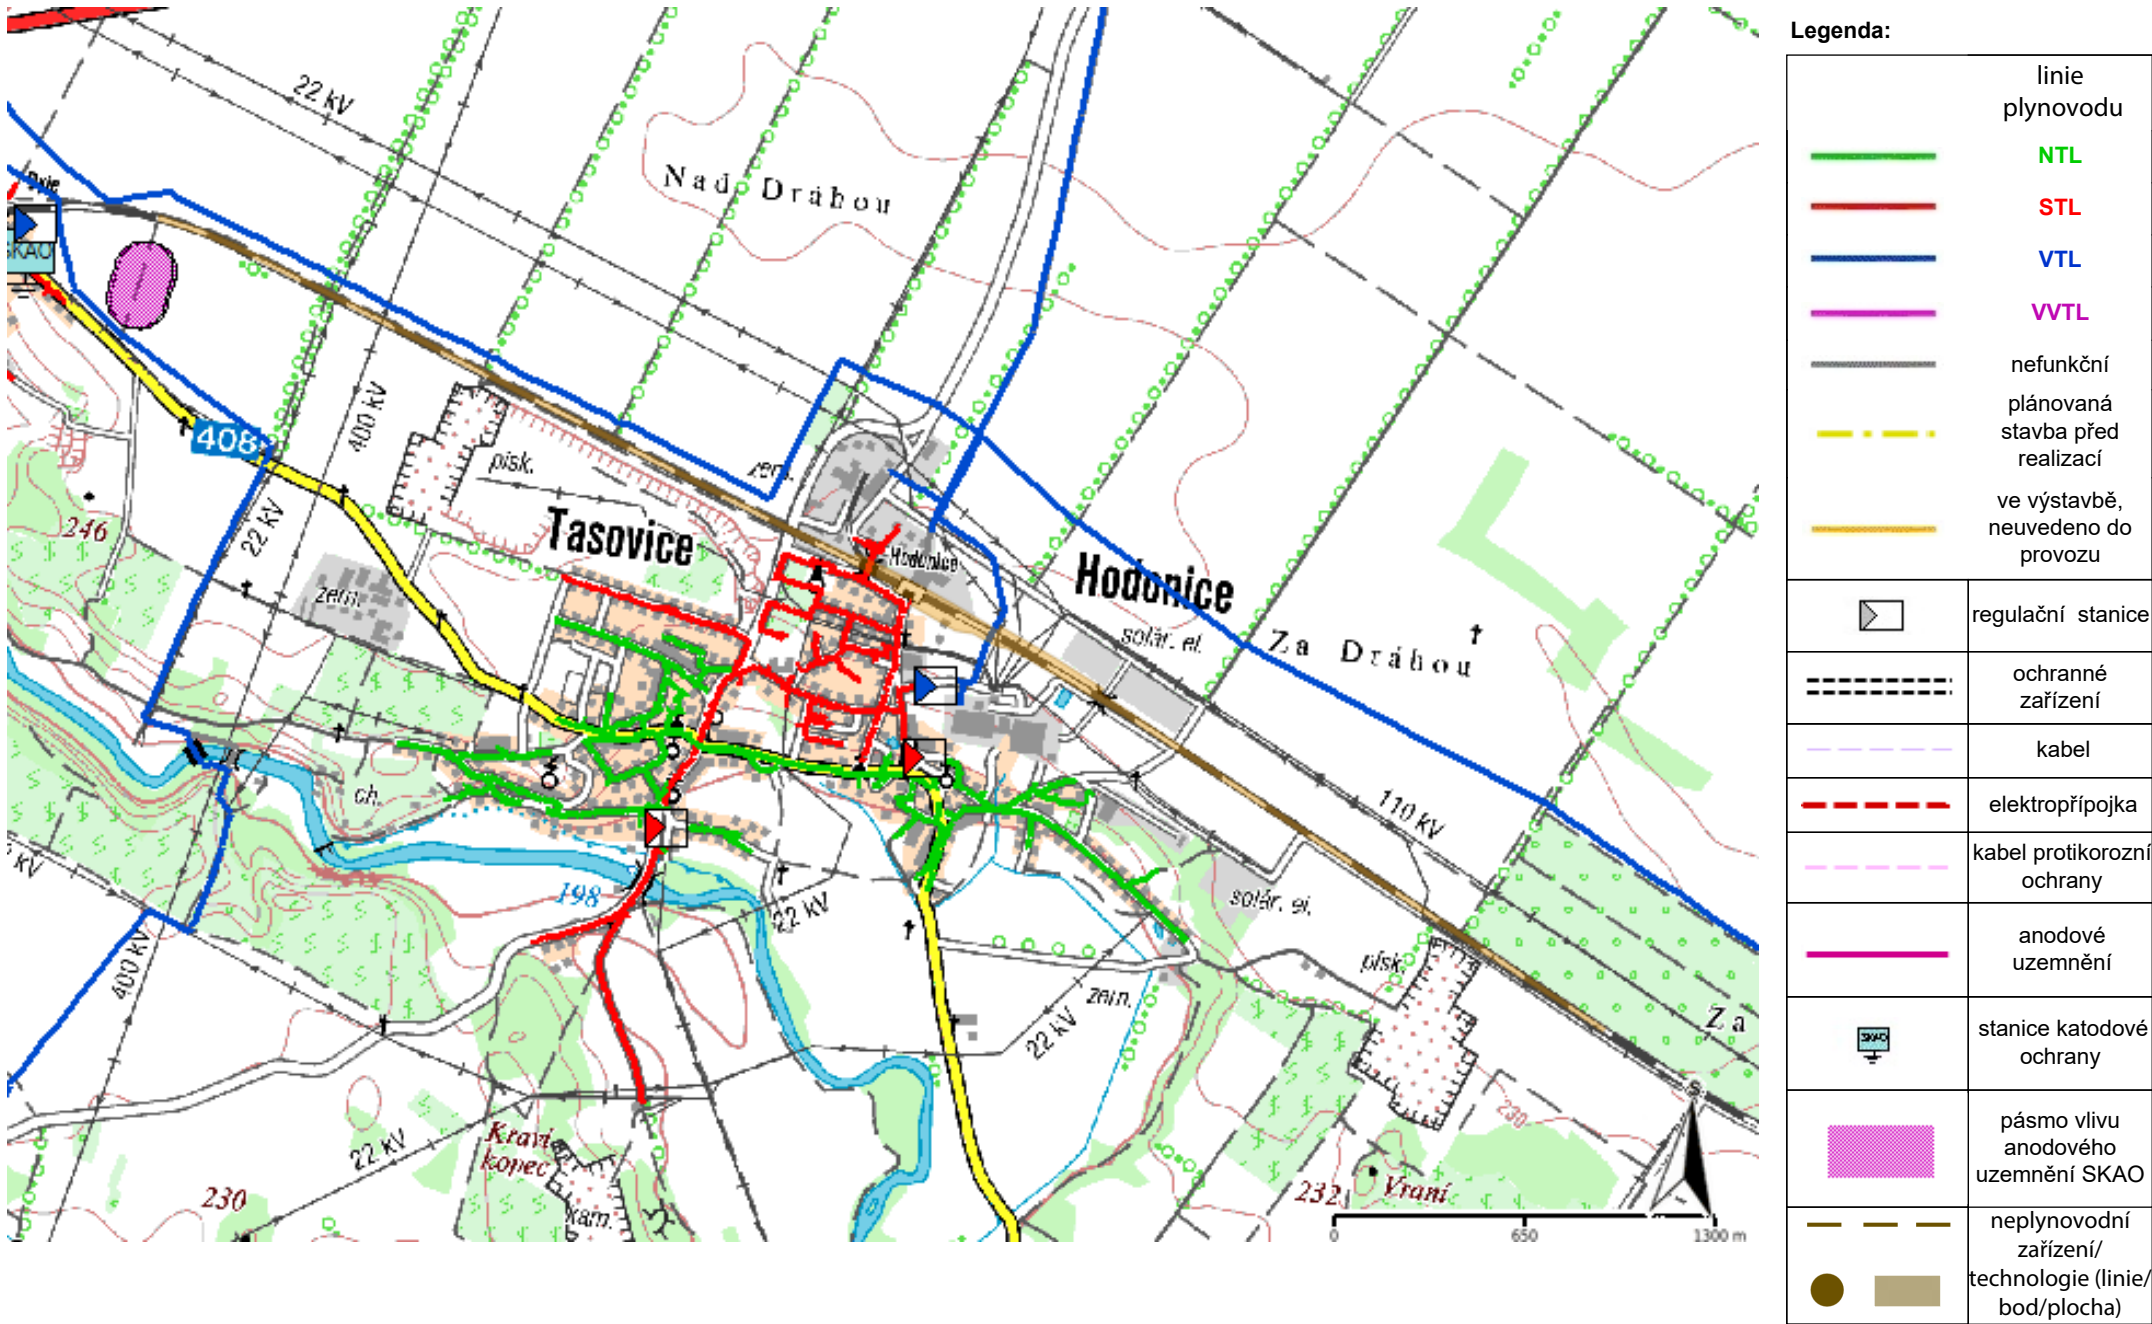 22 kV
Nad Dráhou
SKAO
408
400 kV
písk.
zem.
246
22 kV
Tasovice
Hodonice
Hodonice
zem.
solár. el.
Za Dráhou
ch.
110 kV
kV
198
22 kV
solár. el.
400 kV
písk.
zem.
22 kV
Za
Kraví
kopec
22 kV
230
kam.
230
232
Vraní
S
0
650
1300 m
Legenda:
linie
plynovodu
NTL
STL
VTL
VVTL
nefunkční
plánovaná
stavba před
realizací
ve výstavbě,
neuvedeno do
provozu
regulační stanice
ochranné
zařízení
kabel
elektropřípojka
kabel protikorozní
ochrany
anodové
uzemnění
SKAO
stanice katodové
ochrany
pásmo vlivu
anodového
uzemnění SKAO
neplynovodní
zařízení/
technologie (linie/
bod/plocha)